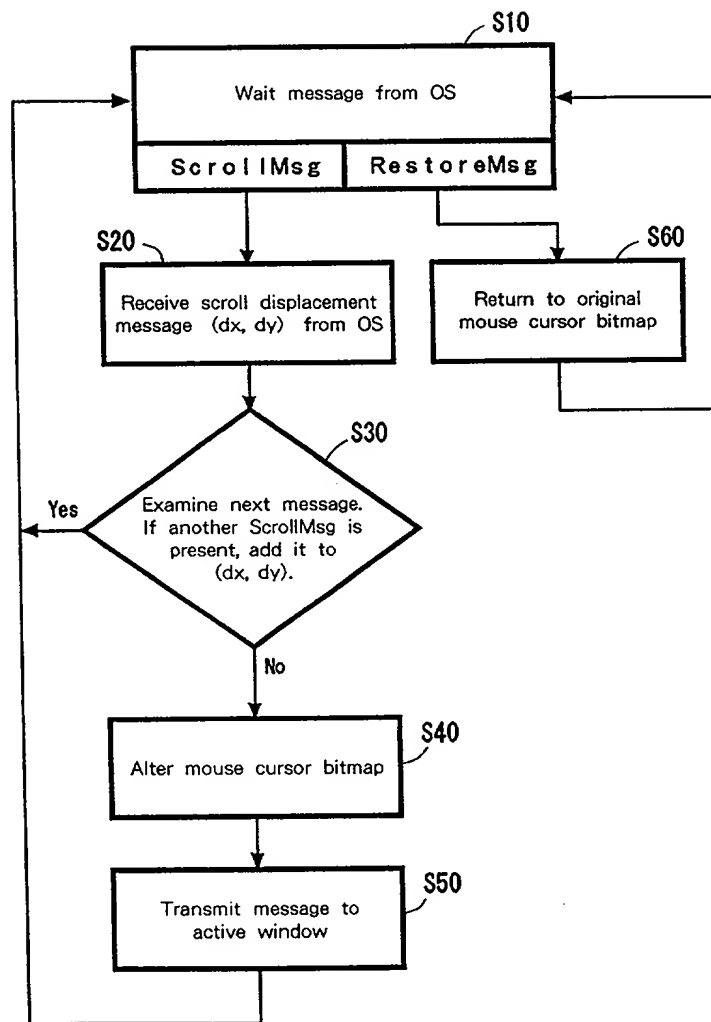 S10
Wait message from OS
ScrollMsg
RestoreMsg
S20
Receive scroll displacement
message (dx, dy) from OS
S60
Return to original
mouse cursor bitmap
S30
Yes
Examine next message.
If another ScrollMsg is
present, add it to
(dx, dy).
No
S40
Alter mouse cursor bitmap
S50
Transmit message to
active window